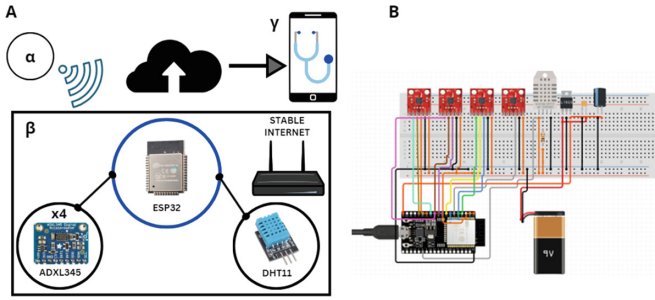 A
B
α
γ
β
STABLE
INTERNET
ESP32
x4
ADXL345
DHT11
9V